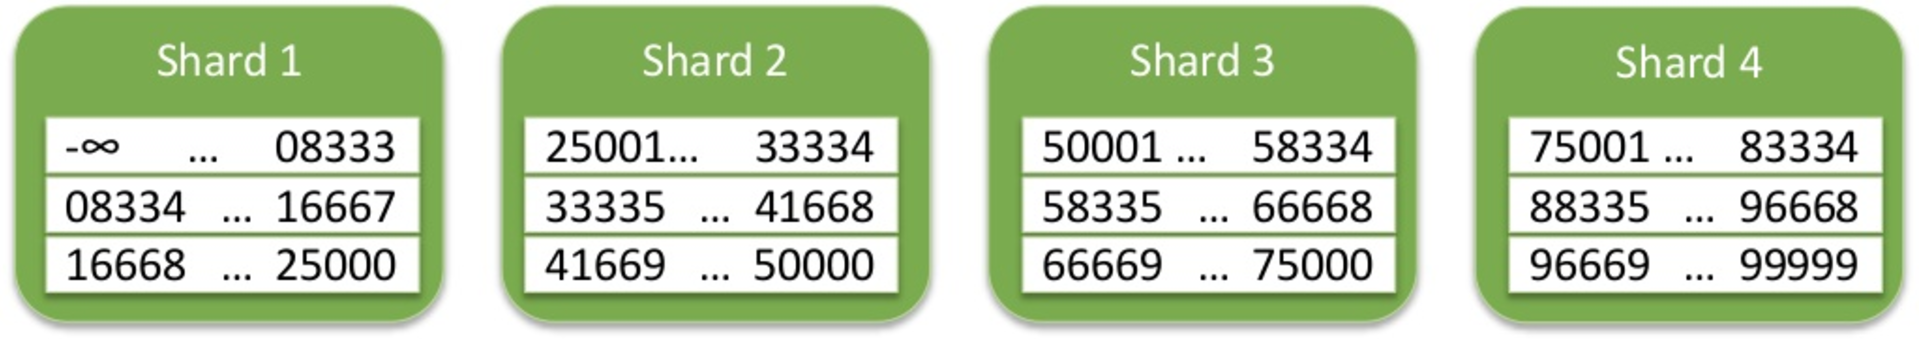 Shard 1
-∞ ... 08333
08334 ... 16667
16668 ... 25000
Shard 2
25001... 33334
33335 ... 41668
41669 ... 50000
Shard 3
50001 ... 58334
58335 ... 66668
66669 ... 75000
Shard 4
75001 ... 83334
88335 ... 96668
96669 ... 99999